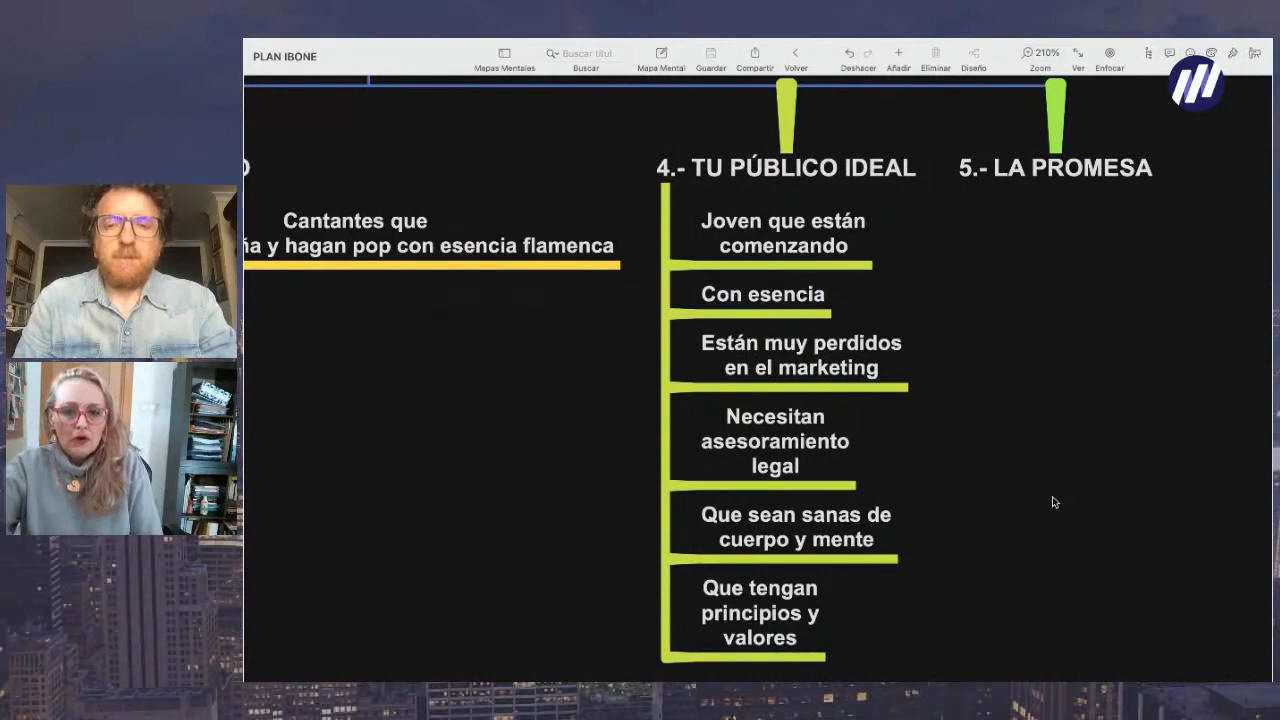 PLAN IBONE
Mapas Mentales
Buscar títul
Buscar
Mapa Mental
Guardar
Compartir
Volver
Deshacer
Añadir
Eliminar
Diseño
210%
Zoom
Ver
Enfocar
4.- TU PÚBLICO IDEAL
5.- LA PROMESA
Cantantes que
y hagan pop con esencia flamenca
Joven que están
comenzando
Con esencia
Están muy perdidos
en el marketing
Necesitan
asesoramiento
legal
Que sean sanas de
cuerpo y mente
Que tengan
principios y
valores